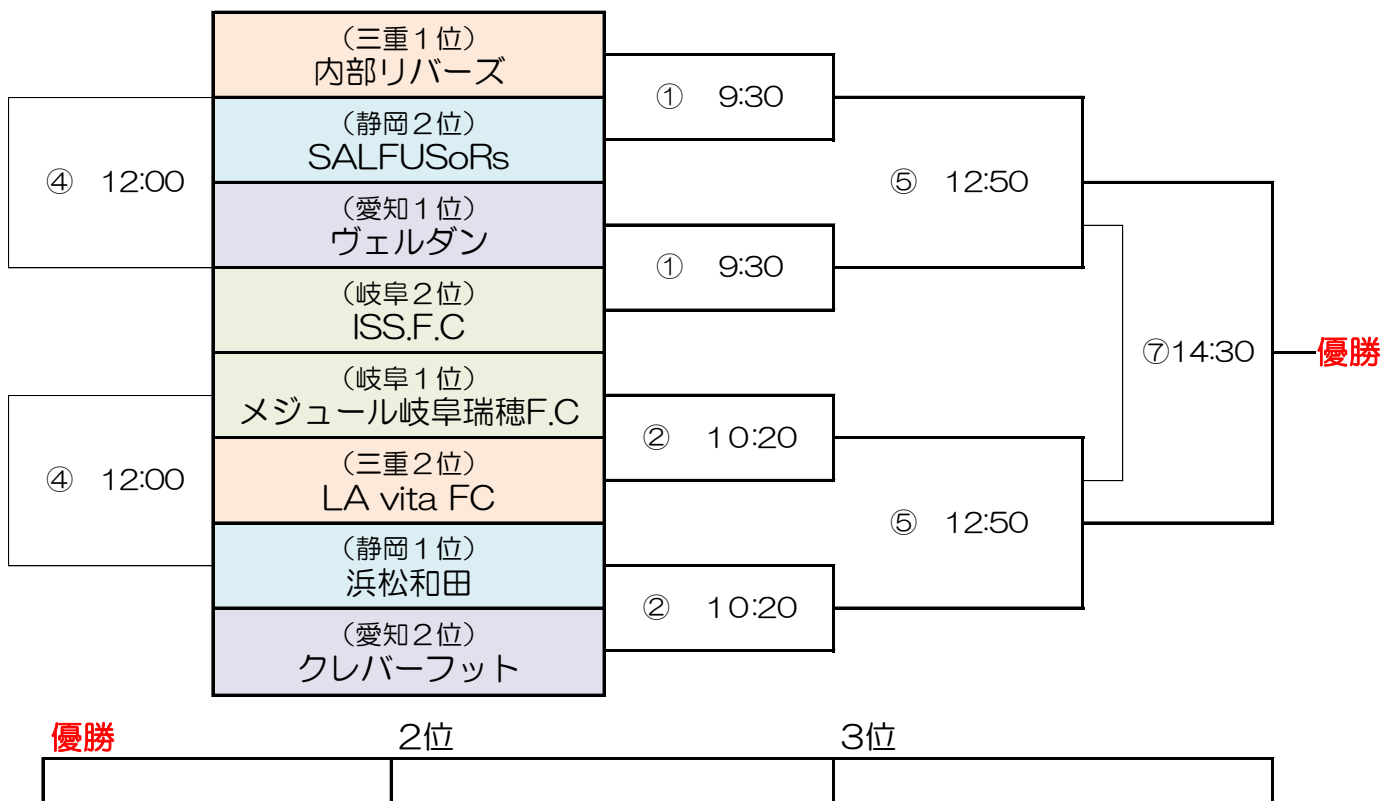 （三重１位）
内部リバーズ
①　9:30
（静岡２位）
SALFUSoRs
④　12:00
⑤　12:50
（愛知１位）
ヴェルダン
①　9:30
（岐阜２位）
ISS.F.C
⑦14:30
優勝
（岐阜１位）
メジュール岐阜瑞穂F.C
②　10:20
（三重２位）
LA vita FC
④　12:00
⑤　12:50
（静岡１位）
浜松和田
②　10:20
（愛知２位）
クレバーフット
優勝
2位
3位